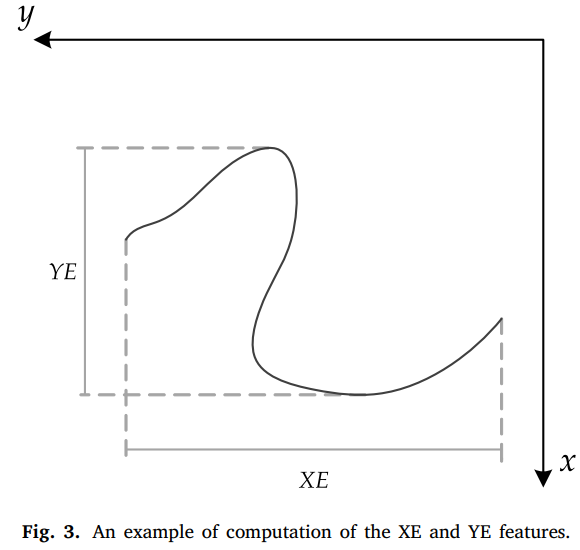 y
YE
x
XE
Fig. 3. An example of computation of the XE and YE features.